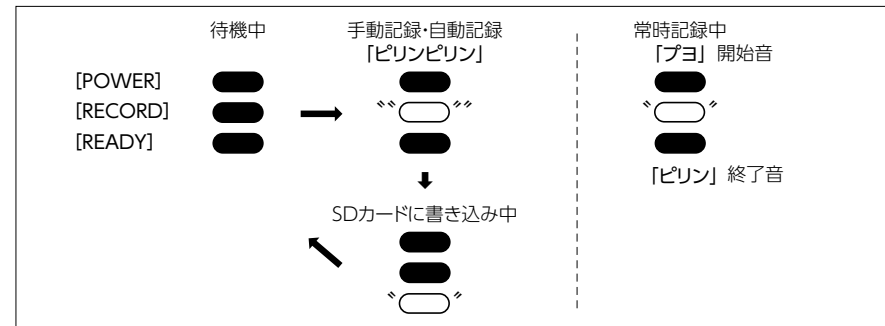 待機中
手動記録・自動記録
「ピリンピリン」
常時記録中
「プヨ」 開始音
[POWER]
[RECORD]
[READY]
「ピリン」 終了音
SDカードに書き込み中